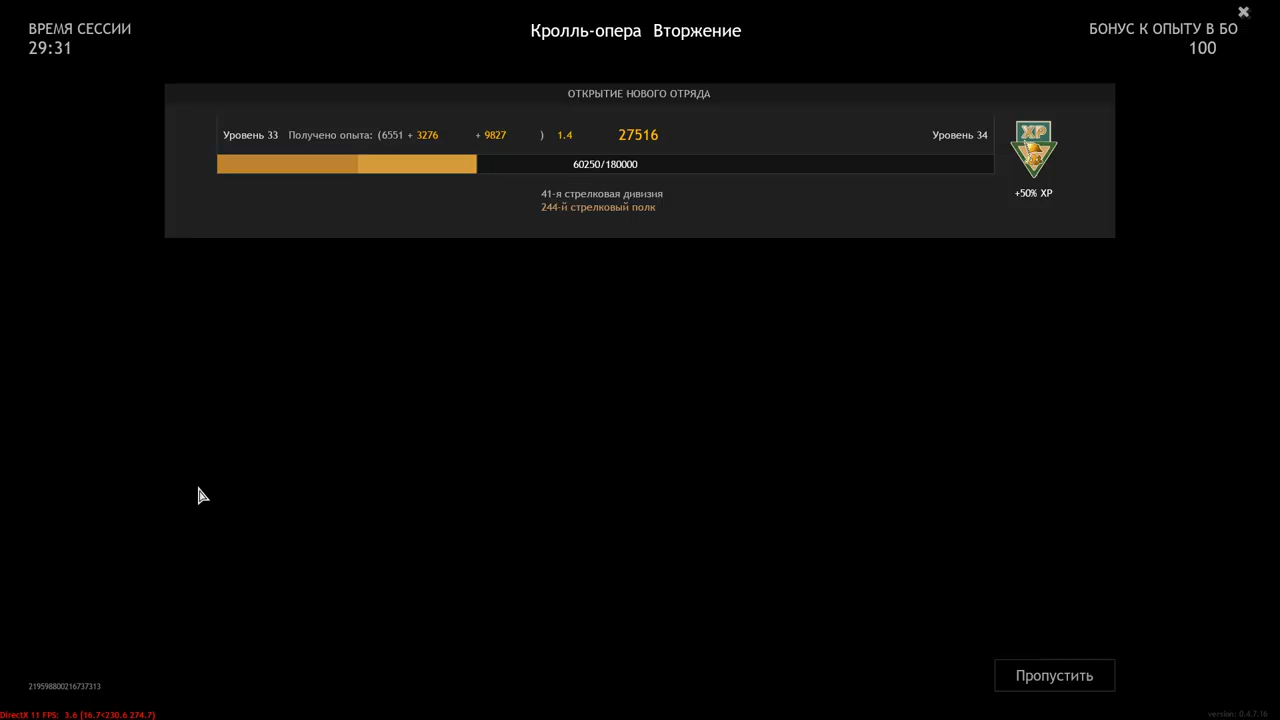 ВРЕМЯ СЕССИИ
29:31
Кролль-опера Вторжение
БОНУС К ОПЫТУ В БО
100
ОТКРЫТИЕ НОВОГО ОТРЯДА
Уровень 33 Получено опыта: (6551 + 3276 + 9827 ) 1.4 27516 Уровень 34
XP
60250/180000
+50% XP
41-я стрелковая дивизия
244-й стрелковый полк
Пропустить
219598800216737313
DirectX 11 FPS: 3.6 (16.7<230.6 274.7)
version: 0.4.7.16